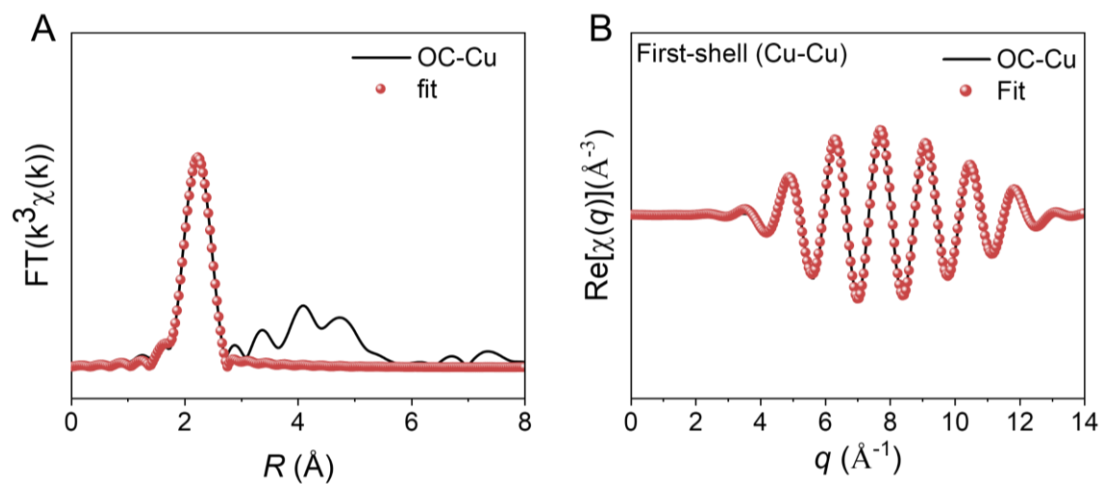 A
OC-Cu
fit
FT(k³χ(k))
0 2 4 6 8
R (Å)
B
First-shell (Cu-Cu)
OC-Cu
Fit
Re[χ(q)](Å⁻³)
0 2 4 6 8 10 12 14
q (Å⁻¹)